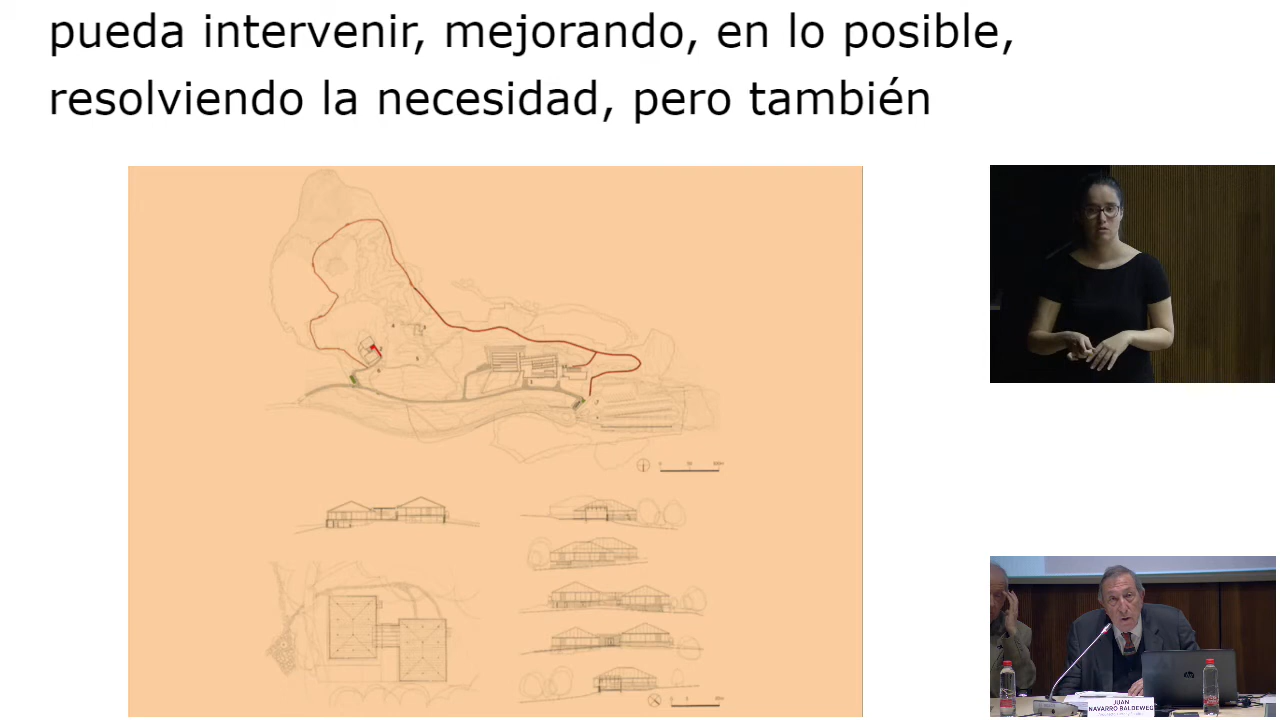 pueda intervenir, mejorando, en lo posible,
resolviendo la necesidad, pero también
JUAN
NAVARRO BALDEWEG